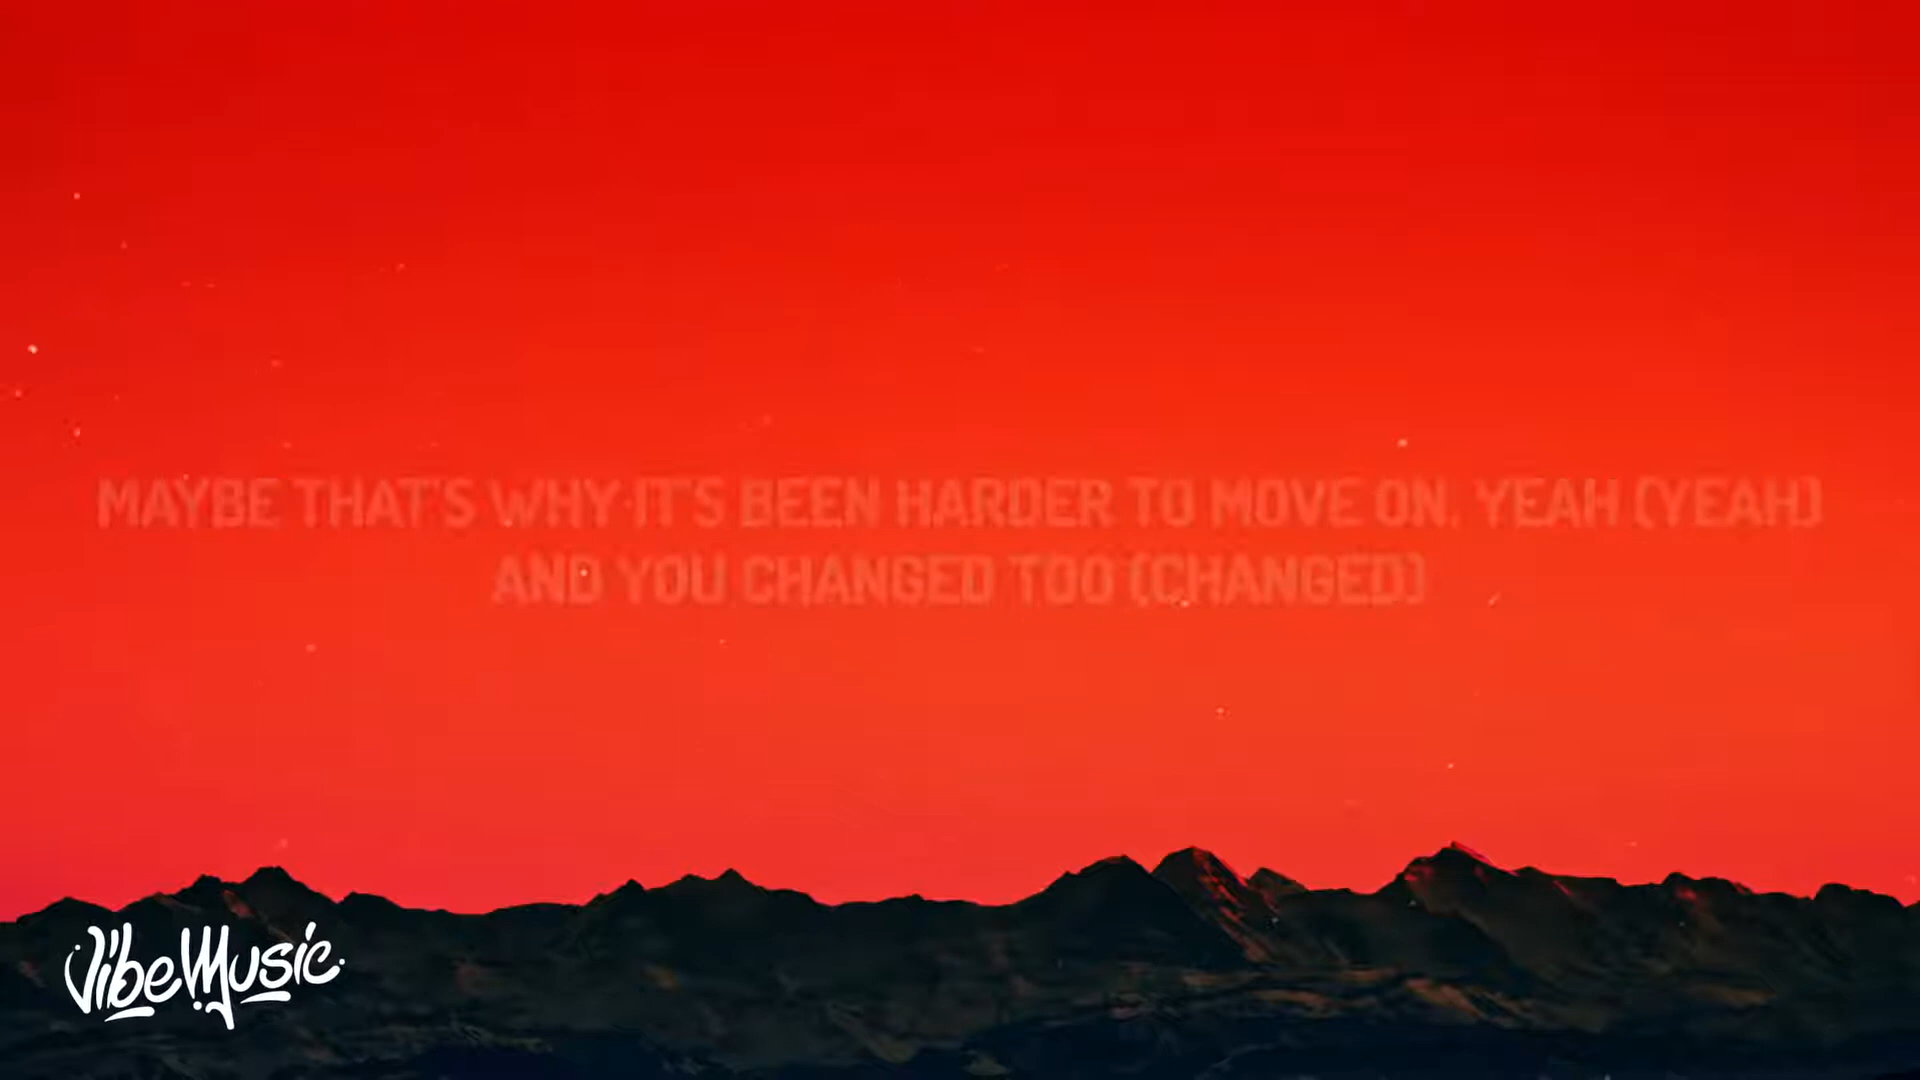 MAYBE THAT'S WHY IT'S BEEN HARDER TO MOVE ON, YEAH (YEAH)
AND YOU CHANGED TOO (CHANGED)
VibeMusic.